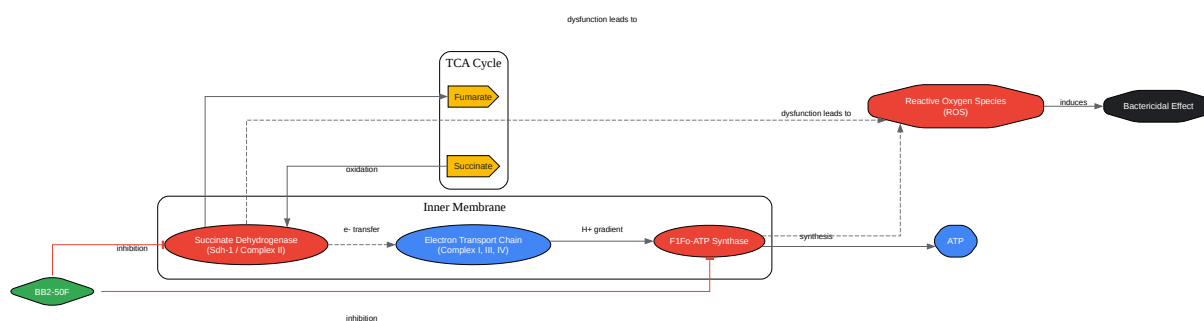 dysfunction leads to
TCA Cycle
Fumarate
Reactive Oxygen Species
(ROS)
induces
Bactericidal Effect
dysfunction leads to
Succinate
oxidation
Inner Membrane
Succinate Dehydrogenase
(Sdh-1 / Complex II)
e- transfer
Electron Transport Chain
(Complex I, III, IV)
H+ gradient
F1Fo-ATP Synthase
synthesis
ATP
inhibition
BB2-50F
inhibition